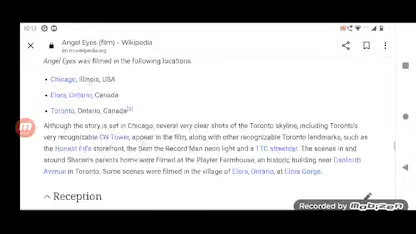 10:13
Angel Eyes (film) - Wikipedia
en.m.wikipedia.org
Angel Eyes was filmed in the following locations:
• Chicago, Illinois, USA
• Elora, Ontario, Canada
• Toronto, Ontario, Canada
Although the story is set in Chicago, several very clear shots of the Toronto skyline, including Toronto's
very recognizable CN Tower, appear in the film, along with other recognizable Toronto landmarks, such as
the Honest Ed's storefront, the Sam the Record Man neon light and a TTC streetcar. The scenes in and
around Sharon's parents home were filmed at the Playter Farmhouse, an historic building near Danforth
Avenue in Toronto. Some scenes were filmed in the village of Elora, Ontario, at Elora Gorge.
Reception
Recorded by MOBIZEN